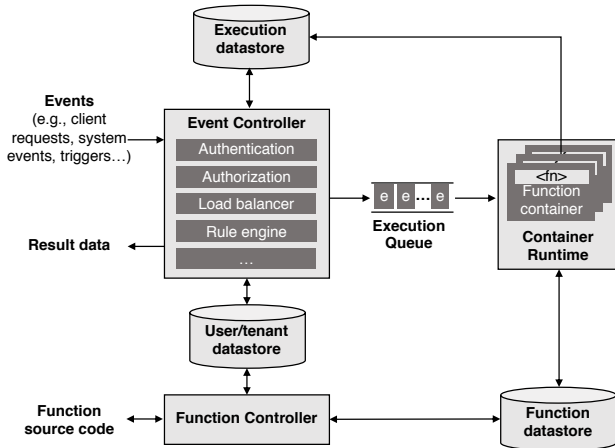 Execution
datastore
Events
(e.g., client
requests, system
events, triggers…)
Event Controller
Authentication
Authorization
Load balancer
Rule engine
…
Result data
e e … e
Execution
Queue
<fn>
Function
container
Container
Runtime
User/tenant
datastore
Function
source code
Function Controller
Function
datastore